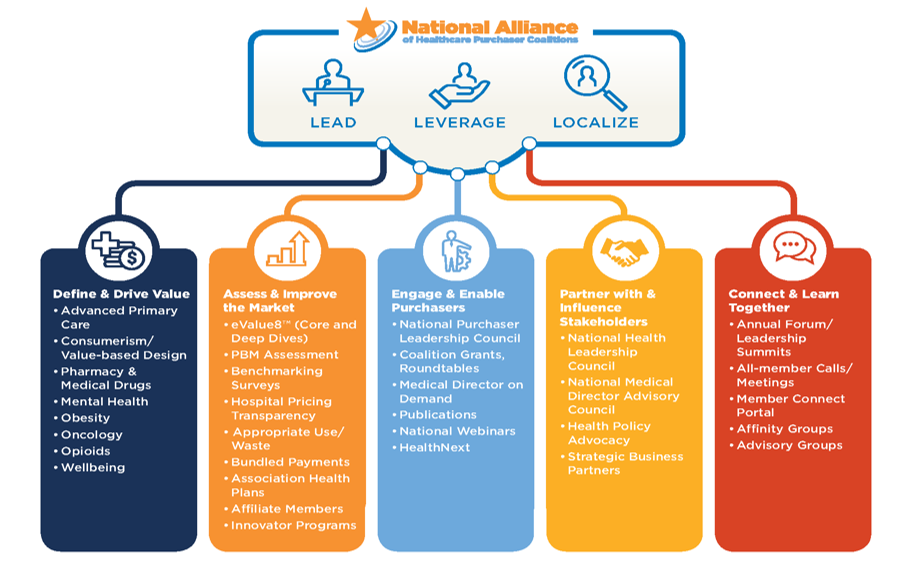 National Alliance
of Healthcare Purchaser Coalitions
LEAD
LEVERAGE
LOCALIZE
$
Define & Drive Value
• Advanced Primary
Care
• Consumerism/
Value-based Design
• Pharmacy &
Medical Drugs
• Mental Health
• Obesity
• Oncology
• Opioids
• Wellbeing
Assess & Improve
the Market
• eValue8™ (Core and
Deep Dives)
• PBM Assessment
• Benchmarking
Surveys
• Hospital Pricing
Transparency
• Appropriate Use/
Waste
• Bundled Payments
• Association Health
Plans
• Affiliate Members
• Innovator Programs
Engage & Enable
Purchasers
• National Purchaser
Leadership Council
• Coalition Grants,
Roundtables
• Medical Director on
Demand
• Publications
• National Webinars
• HealthNext
Partner with &
Influence
Stakeholders
• National Health
Leadership
Council
• National Medical
Director Advisory
Council
• Health Policy
Advocacy
• Strategic Business
Partners
Connect & Learn
Together
• Annual Forum/
Leadership
Summits
• All-member Calls/
Meetings
• Member Connect
Portal
• Affinity Groups
• Advisory Groups